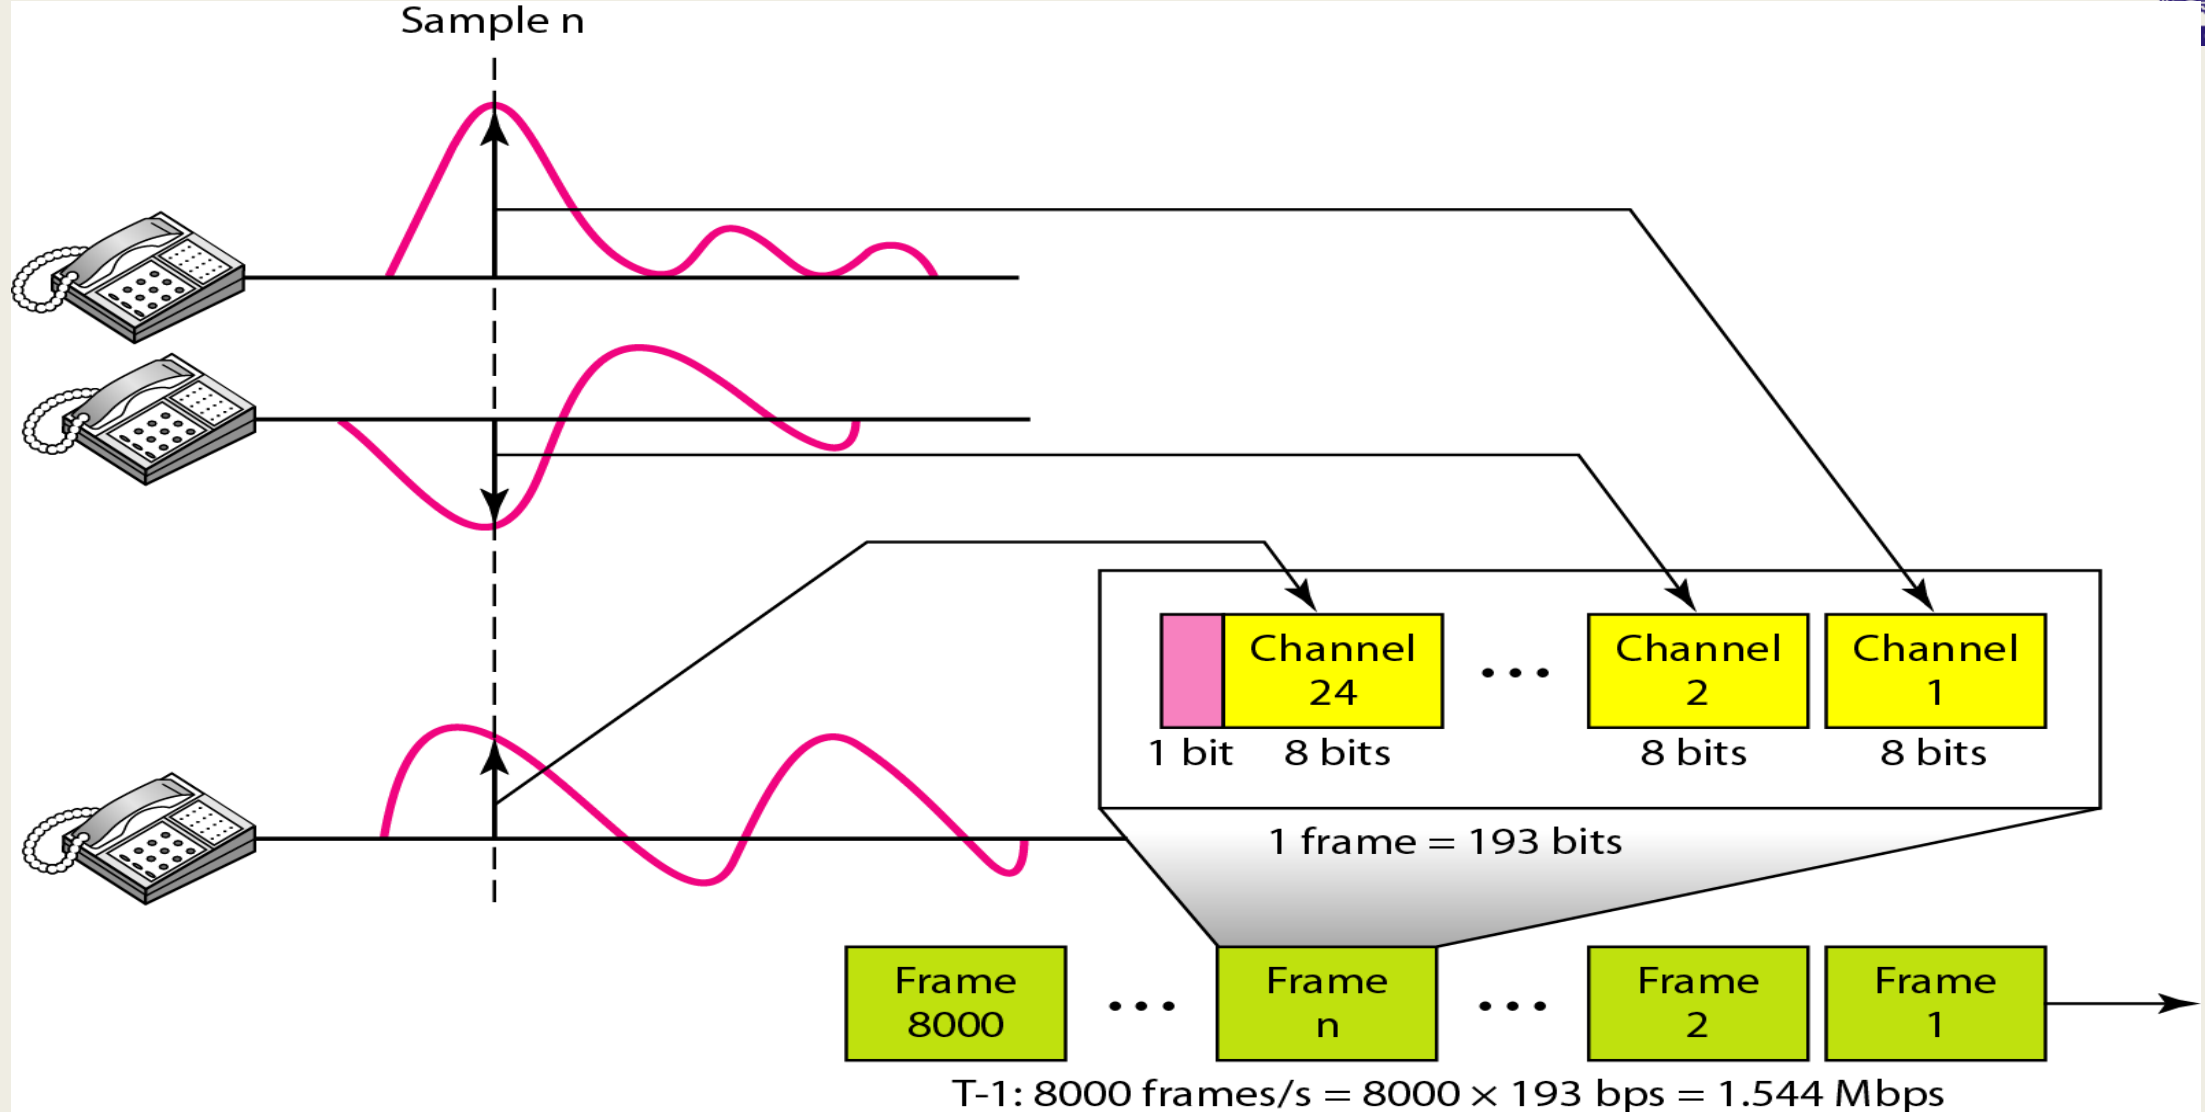 Sample n
Channel
24
...
Channel
2
Channel
1
1 bit
8 bits
8 bits
8 bits
1 frame = 193 bits
Frame
8000
...
Frame
n
...
Frame
2
Frame
1
T-1: 8000 frames/s = 8000 × 193 bps = 1.544 Mbps